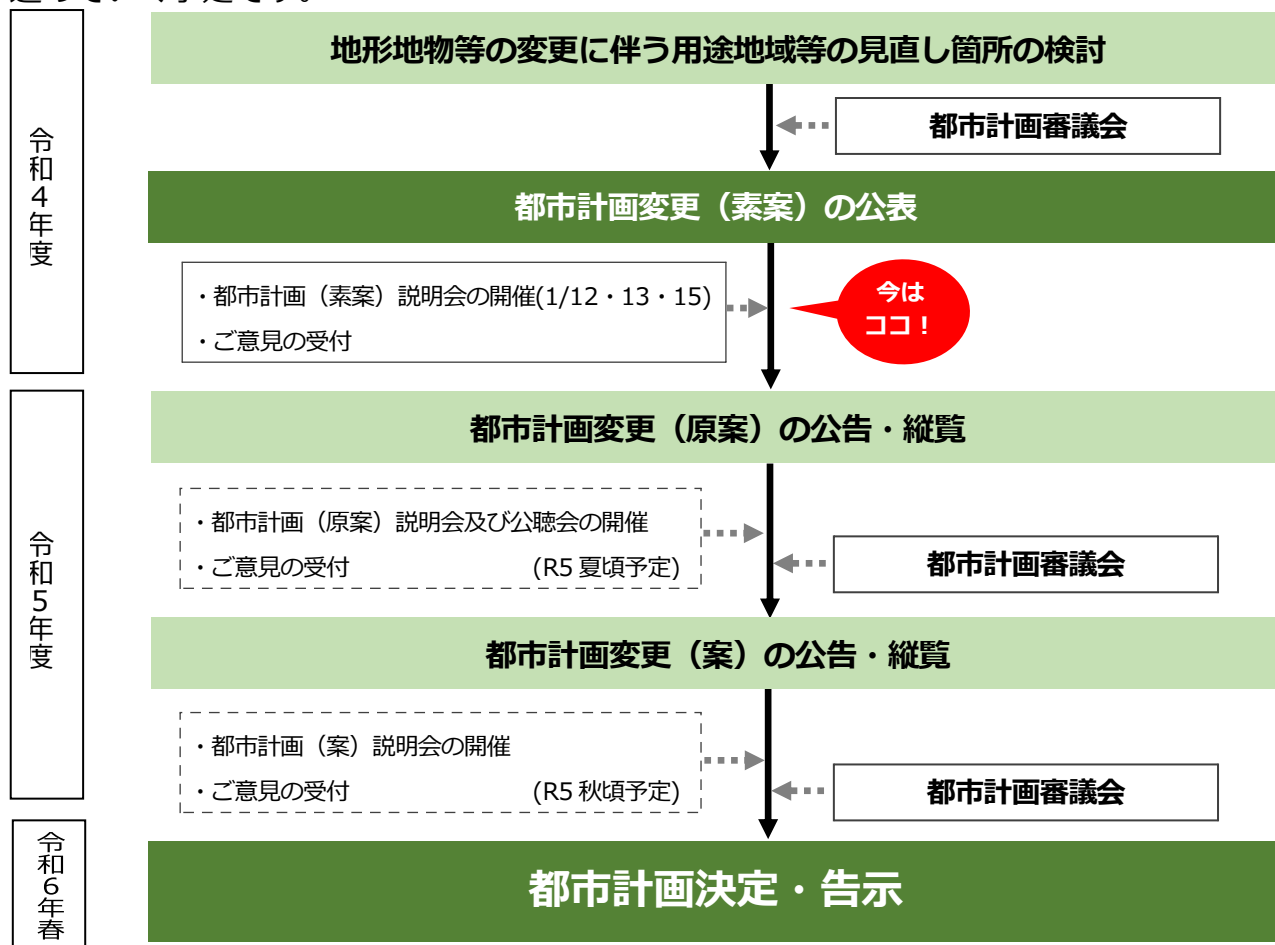 令和4年度
地形地物等の変更に伴う用途地域等の見直し箇所の検討
都市計画審議会
都市計画変更（素案）の公表
・都市計画（素案）説明会の開催(1/12・13・15)
・ご意見の受付
今は
ココ！
令和5年度
都市計画変更（原案）の公告・縦覧
・都市計画（原案）説明会及び公聴会の開催
・ご意見の受付 (R5 夏頃予定)
都市計画審議会
都市計画変更（案）の公告・縦覧
・都市計画（案）説明会の開催
・ご意見の受付 (R5 秋頃予定)
都市計画審議会
令和6年春
都市計画決定・告示